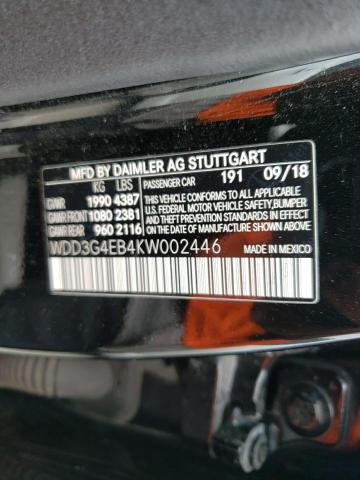 MFD BY DAIMLER AG STUTTGART
KG LBS PASSENGER CAR 191 09/18
GVWR 1990 4387 THIS VEHICLE CONFORMS TO ALL
GAWR FRONT 1080 2381 APPLICABLE U.S. FEDERAL MOTOR
GAWR REAR 960 2116 VEHICLE SAFETY, BUMPER
AND THEFT PREVENTION STANDARDS
IN EFFECT ON THE DATE OF
MANUFACTURE SHOWN ABOVE.
WDD3G4EB4KW002446 MADE IN MEXICO